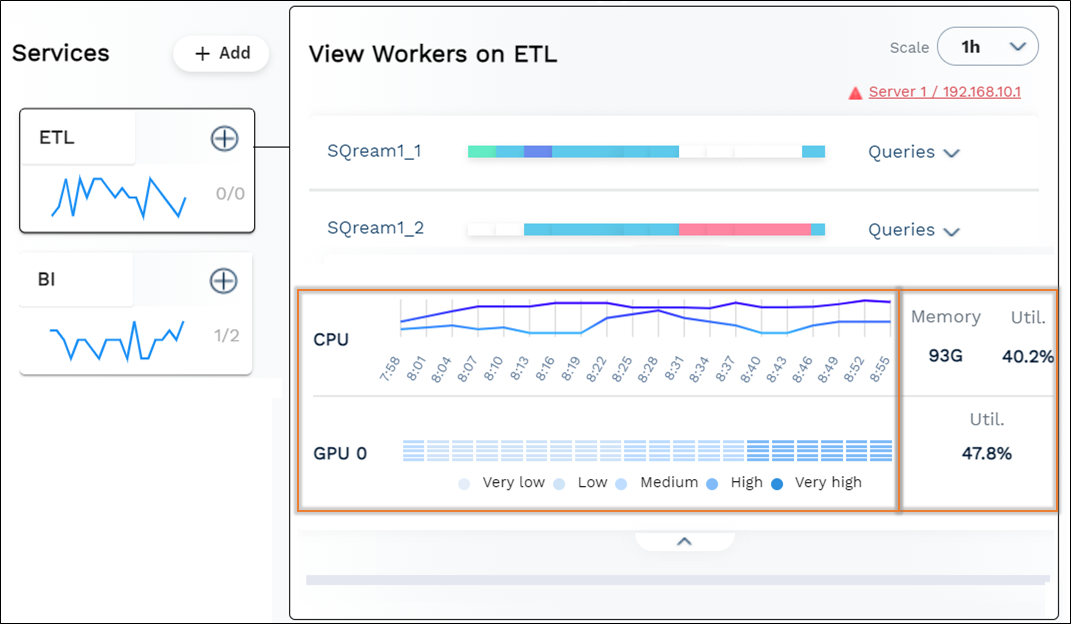 Services
+ Add
ETL
0/0
BI
1/2
View Workers on ETL
Scale
1h
Server 1 / 192.168.10.1
SQream1_1
Queries
SQream1_2
Queries
CPU
7:58 8:01 8:04 8:07 8:10 8:13 8:16 8:19 8:22 8:25 8:28 8:31 8:34 8:37 8:40 8:43 8:46 8:49 8:52 8:55
Memory Util.
93G 40.2%
GPU 0
Util.
47.8%
Very low Low Medium High Very high